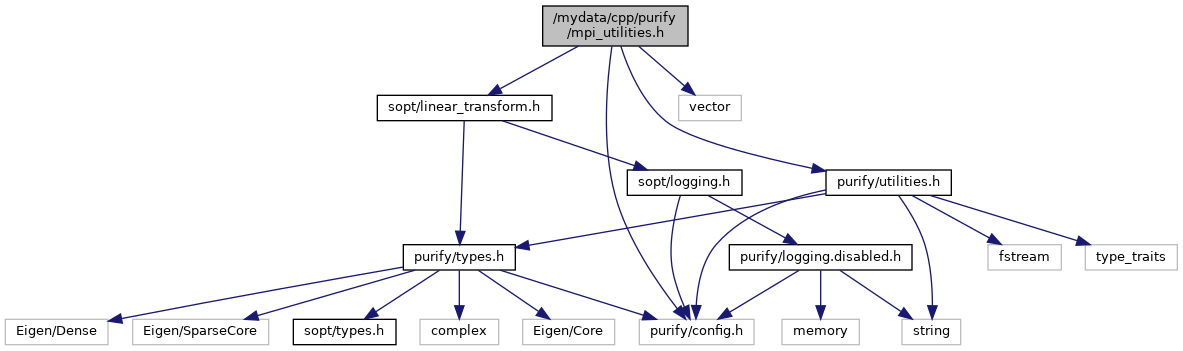 /mydata/cpp/purify
/mpi_utilities.h
sopt/linear_transform.h
vector
sopt/logging.h
purify/utilities.h
purify/types.h
purify/logging.disabled.h
fstream
type_traits
Eigen/Dense
Eigen/SparseCore
sopt/types.h
complex
Eigen/Core
purify/config.h
memory
string